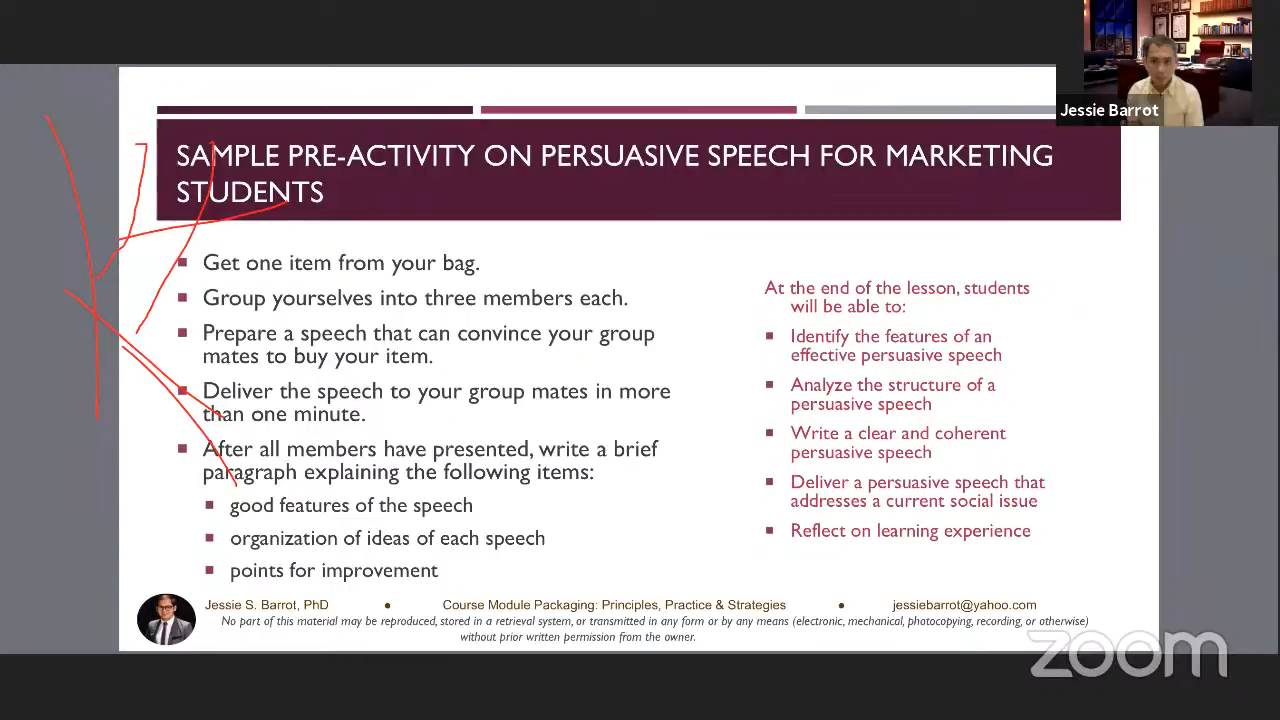 Jessie Barrot
SAMPLE PRE-ACTIVITY ON PERSUASIVE SPEECH FOR MARKETING
STUDENTS
Get one item from your bag.
Group yourselves into three members each.
Prepare a speech that can convince your group
mates to buy your item.
Deliver the speech to your group mates in more
than one minute.
After all members have presented, write a brief
paragraph explaining the following items:
good features of the speech
organization of ideas of each speech
points for improvement
At the end of the lesson, students
will be able to:
Identify the features of an
effective persuasive speech
Analyze the structure of a
persuasive speech
Write a clear and coherent
persuasive speech
Deliver a persuasive speech that
addresses a current social issue
Reflect on learning experience
Jessie S. Barrot, PhD ● Course Module Packaging: Principles, Practice & Strategies ● jessiebarrot@yahoo.com
No part of this material may be reproduced, stored in a retrieval system, or transmitted in any form or by any means (electronic, mechanical, photocopying, recording, or otherwise)
without prior written permission from the owner.
zoom